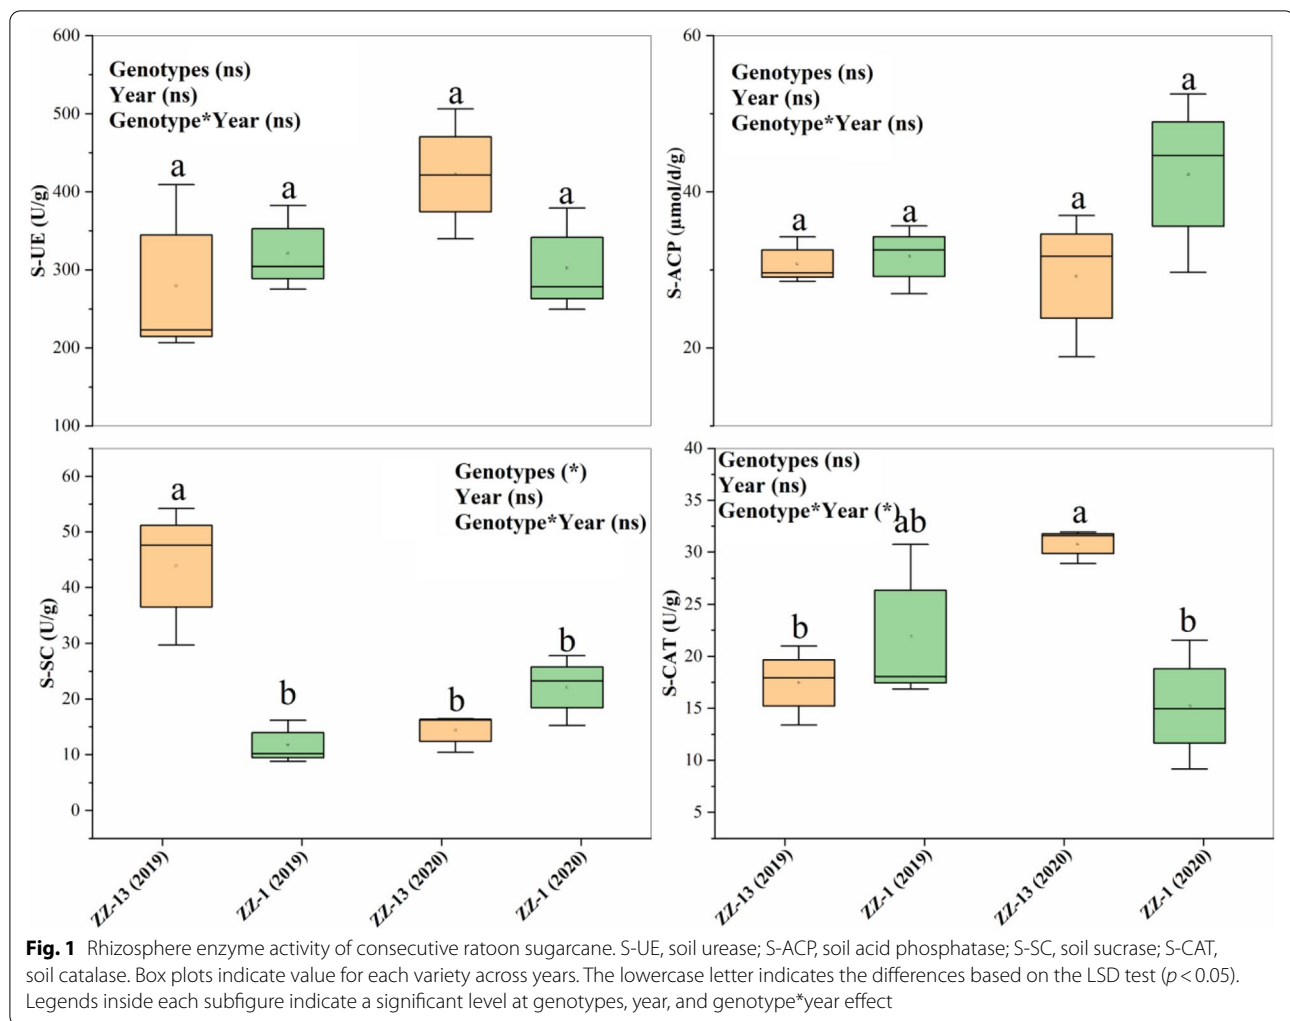 600
500
400
300
200
100
S-UE (U/g)
Genotypes (ns)
Year (ns)
Genotype*Year (ns)
a
a
a
a
60
40
20
S-ACP (μmol/d/g)
Genotypes (ns)
Year (ns)
Genotype*Year (ns)
a
a
a
a
60
50
40
30
20
10
0
S-SC (U/g)
Genotypes (*)
Year (ns)
Genotype*Year (ns)
a
b
b
b
ZZ-13 (2019)
ZZ-1 (2019)
ZZ-13 (2020)
ZZ-1 (2020)
40
35
30
25
20
15
10
5
S-CAT (U/g)
Genotypes (ns)
Year (ns)
Genotype*Year (*)
b
ab
a
b
ZZ-13 (2019)
ZZ-1 (2019)
ZZ-13 (2020)
ZZ-1 (2020)
Fig. 1 Rhizosphere enzyme activity of consecutive ratoon sugarcane. S-UE, soil urease; S-ACP, soil acid phosphatase; S-SC, soil sucrase; S-CAT,
soil catalase. Box plots indicate value for each variety across years. The lowercase letter indicates the differences based on the LSD test (p < 0.05).
Legends inside each subfigure indicate a significant level at genotypes, year, and genotype*year effect